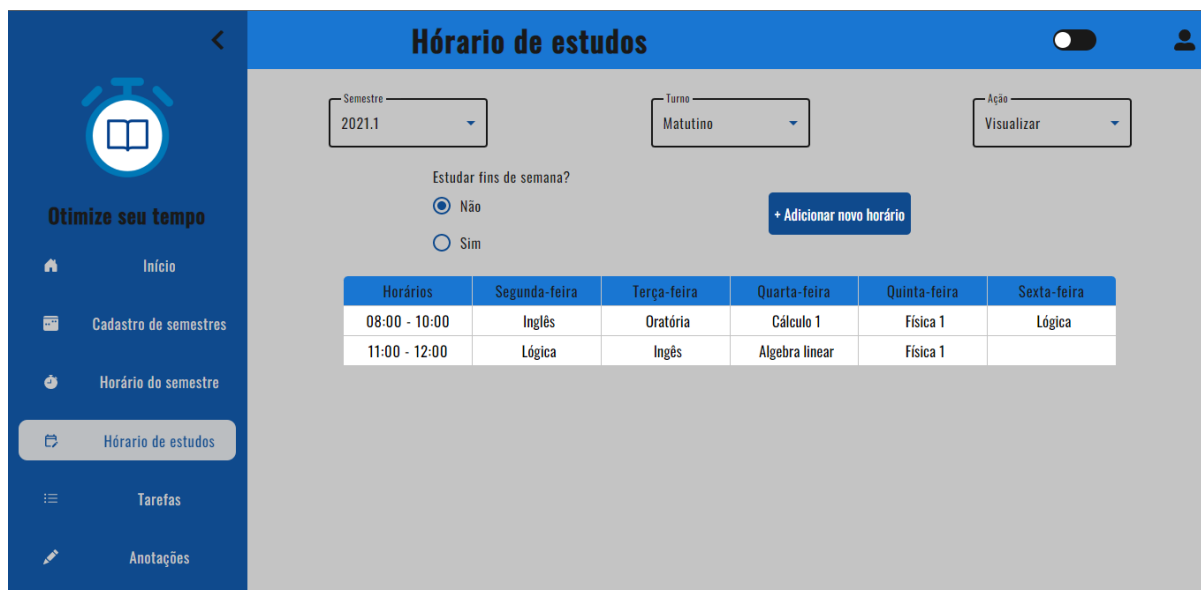 Hórario de estudos
Otimize seu tempo
Início
Cadastro de semestres
Horário do semestre
Hórario de estudos
Tarefas
Anotações
Semestre
2021.1
Turno
Matutino
Ação
Visualizar
Estudar fins de semana?
Não
Sim
+ Adicionar novo horário
Horários Segunda-feira Terça-feira Quarta-feira Quinta-feira Sexta-feira
08:00 - 10:00 Inglês Oratória Cálculo 1 Física 1 Lógica
11:00 - 12:00 Lógica Ingês Algebra linear Física 1